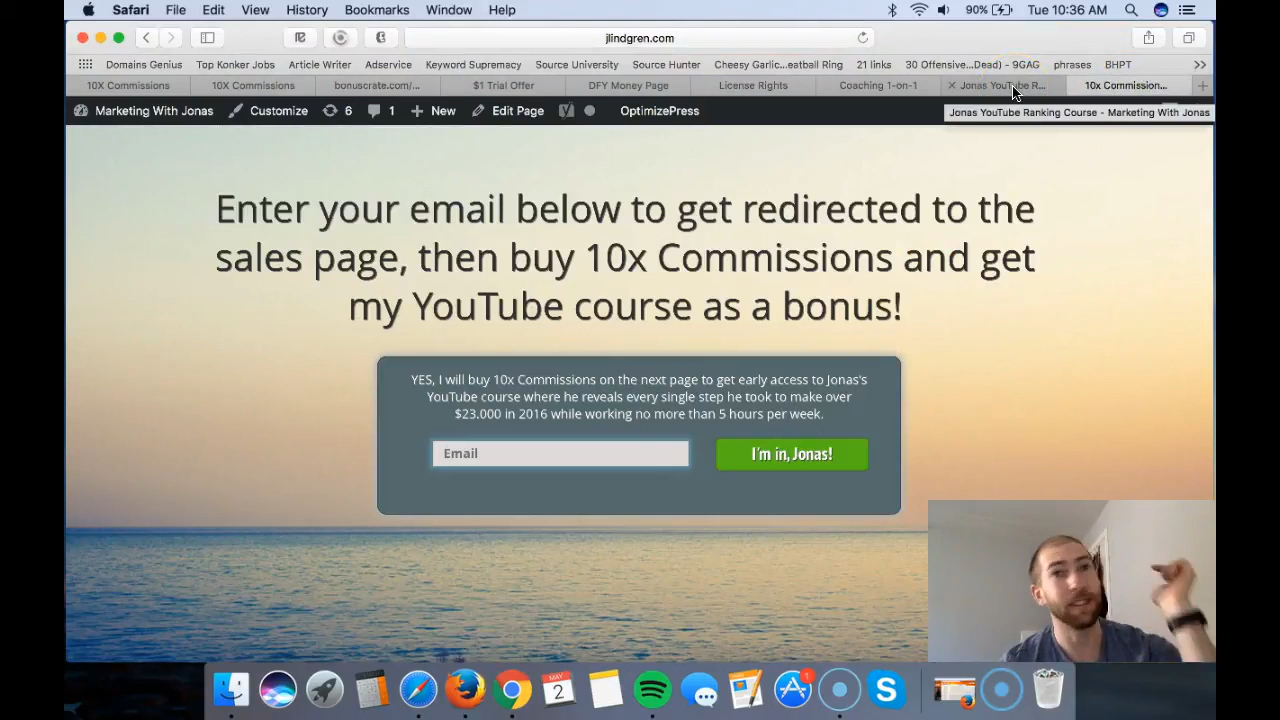 Safari File Edit View History Bookmarks Window Help 90% Tue 10:36 AM
jlindgren.com
Domains Genius Top Konker Jobs Article Writer Adservice Keyword Supremacy Source University Source Hunter Cheesy Garlic...eatball Ring 21 links 30 Offensive...Dead) - 9GAG phrases BHPT
10X Commissions 10X Commissions bonuscrate.com/... $1 Trial Offer DFY Money Page License Rights Coaching 1-on-1 Jonas YouTube R... 10x Commission...
Marketing With Jonas Customize 6 1 New Edit Page OptimizePress
Jonas YouTube Ranking Course - Marketing With Jonas
Enter your email below to get redirected to the
sales page, then buy 10x Commissions and get
my YouTube course as a bonus!
YES, I will buy 10x Commissions on the next page to get early access to Jonas's
YouTube course where he reveals every single step he took to make over
$23.000 in 2016 while working no more than 5 hours per week.
Email I'm in, Jonas!
MAY
2
1